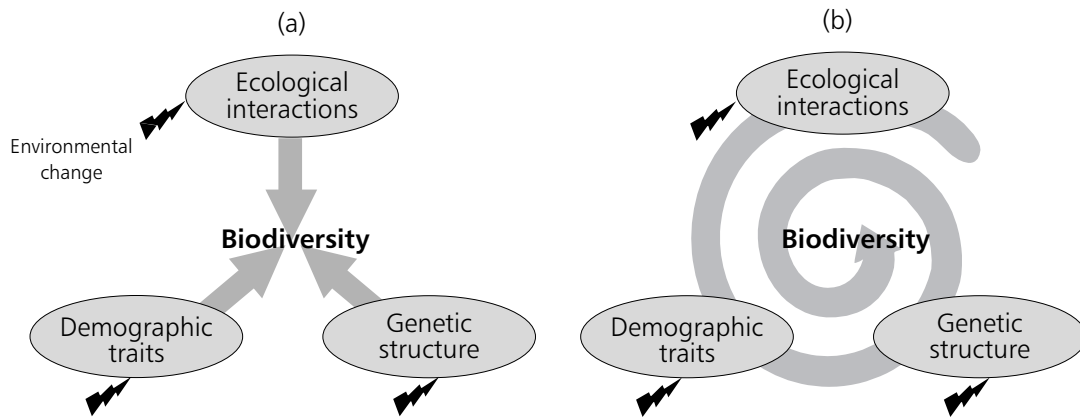 (a)
Ecological
interactions
Environmental
change
Biodiversity
Demographic
traits
Genetic
structure
(b)
Ecological
interactions
Biodiversity
Demographic
traits
Genetic
structure